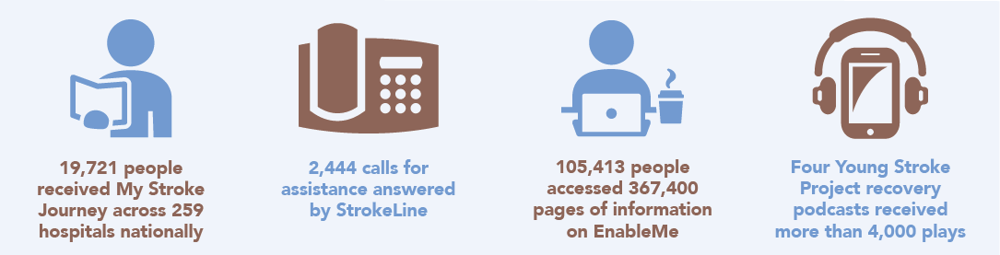 19,721 people
received My Stroke
Journey across 259
hospitals nationally
2,444 calls for
assistance answered
by StrokeLine
105,413 people
accessed 367,400
pages of information
on EnableMe
Four Young Stroke
Project recovery
podcasts received
more than 4,000 plays